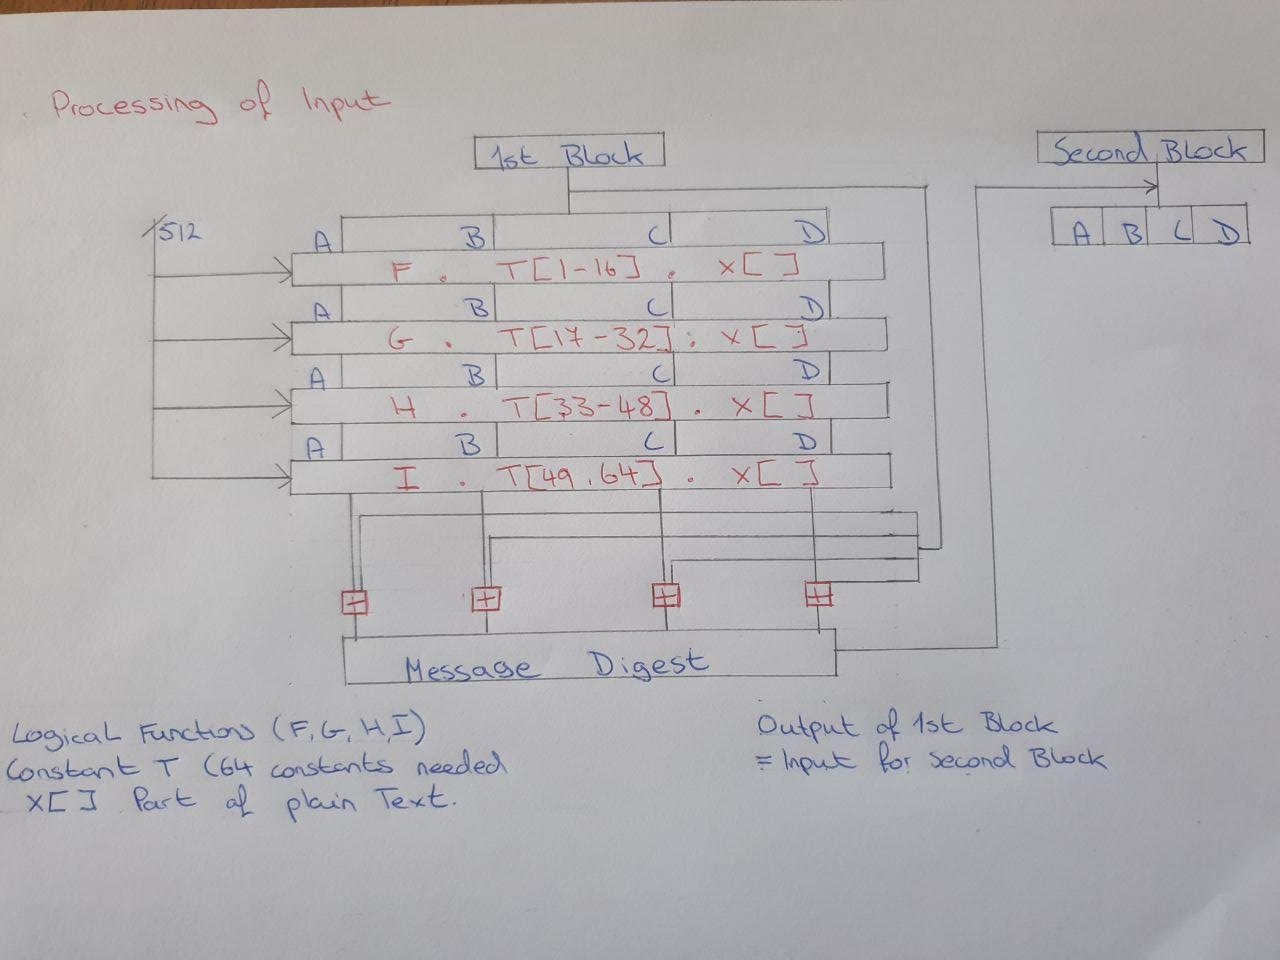 Processing of Input
1st Block
Second Block
512
A B C D
A B C D
F . T[1-16] . X[ ]
A B C D
G . T[17-32] : X[ ]
A B C D
H . T[33-48] . X[ ]
A B C D
I . T[49.64] . X[ ]
+ + + +
Message Digest
Logical Functions (F,G,H,I)
Constant T (64 constants needed
X[ ] Part of plain Text.
Output of 1st Block
= Input for second Block